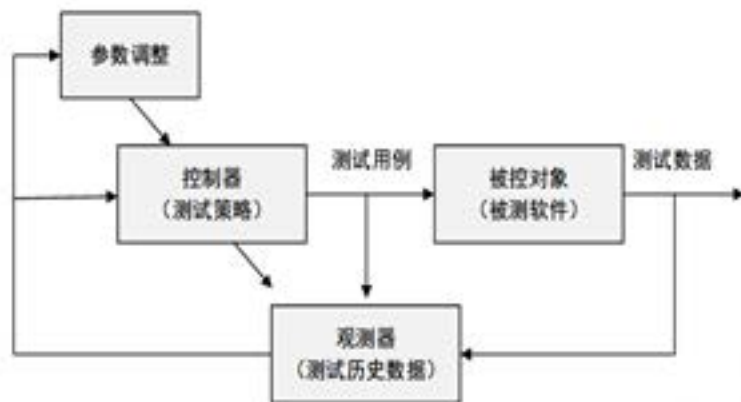 参数调整
控制器
（测试策略）
测试用例
被控对象
（被测软件）
测试数据
观测器
（测试历史数据）